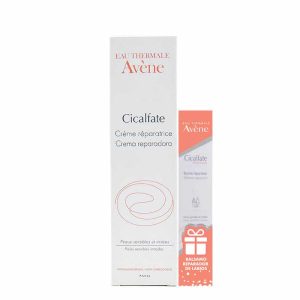 EAU THERMALE
Avène
Cicalfate
Crème réparatrice
Crema reparadora
Peaux sensibles et irritées
Pieles sensibles irritadas
EAU THERMALE
Avène
Cicalfate
BÁLSAMO
REPARADOR
DE LABIOS